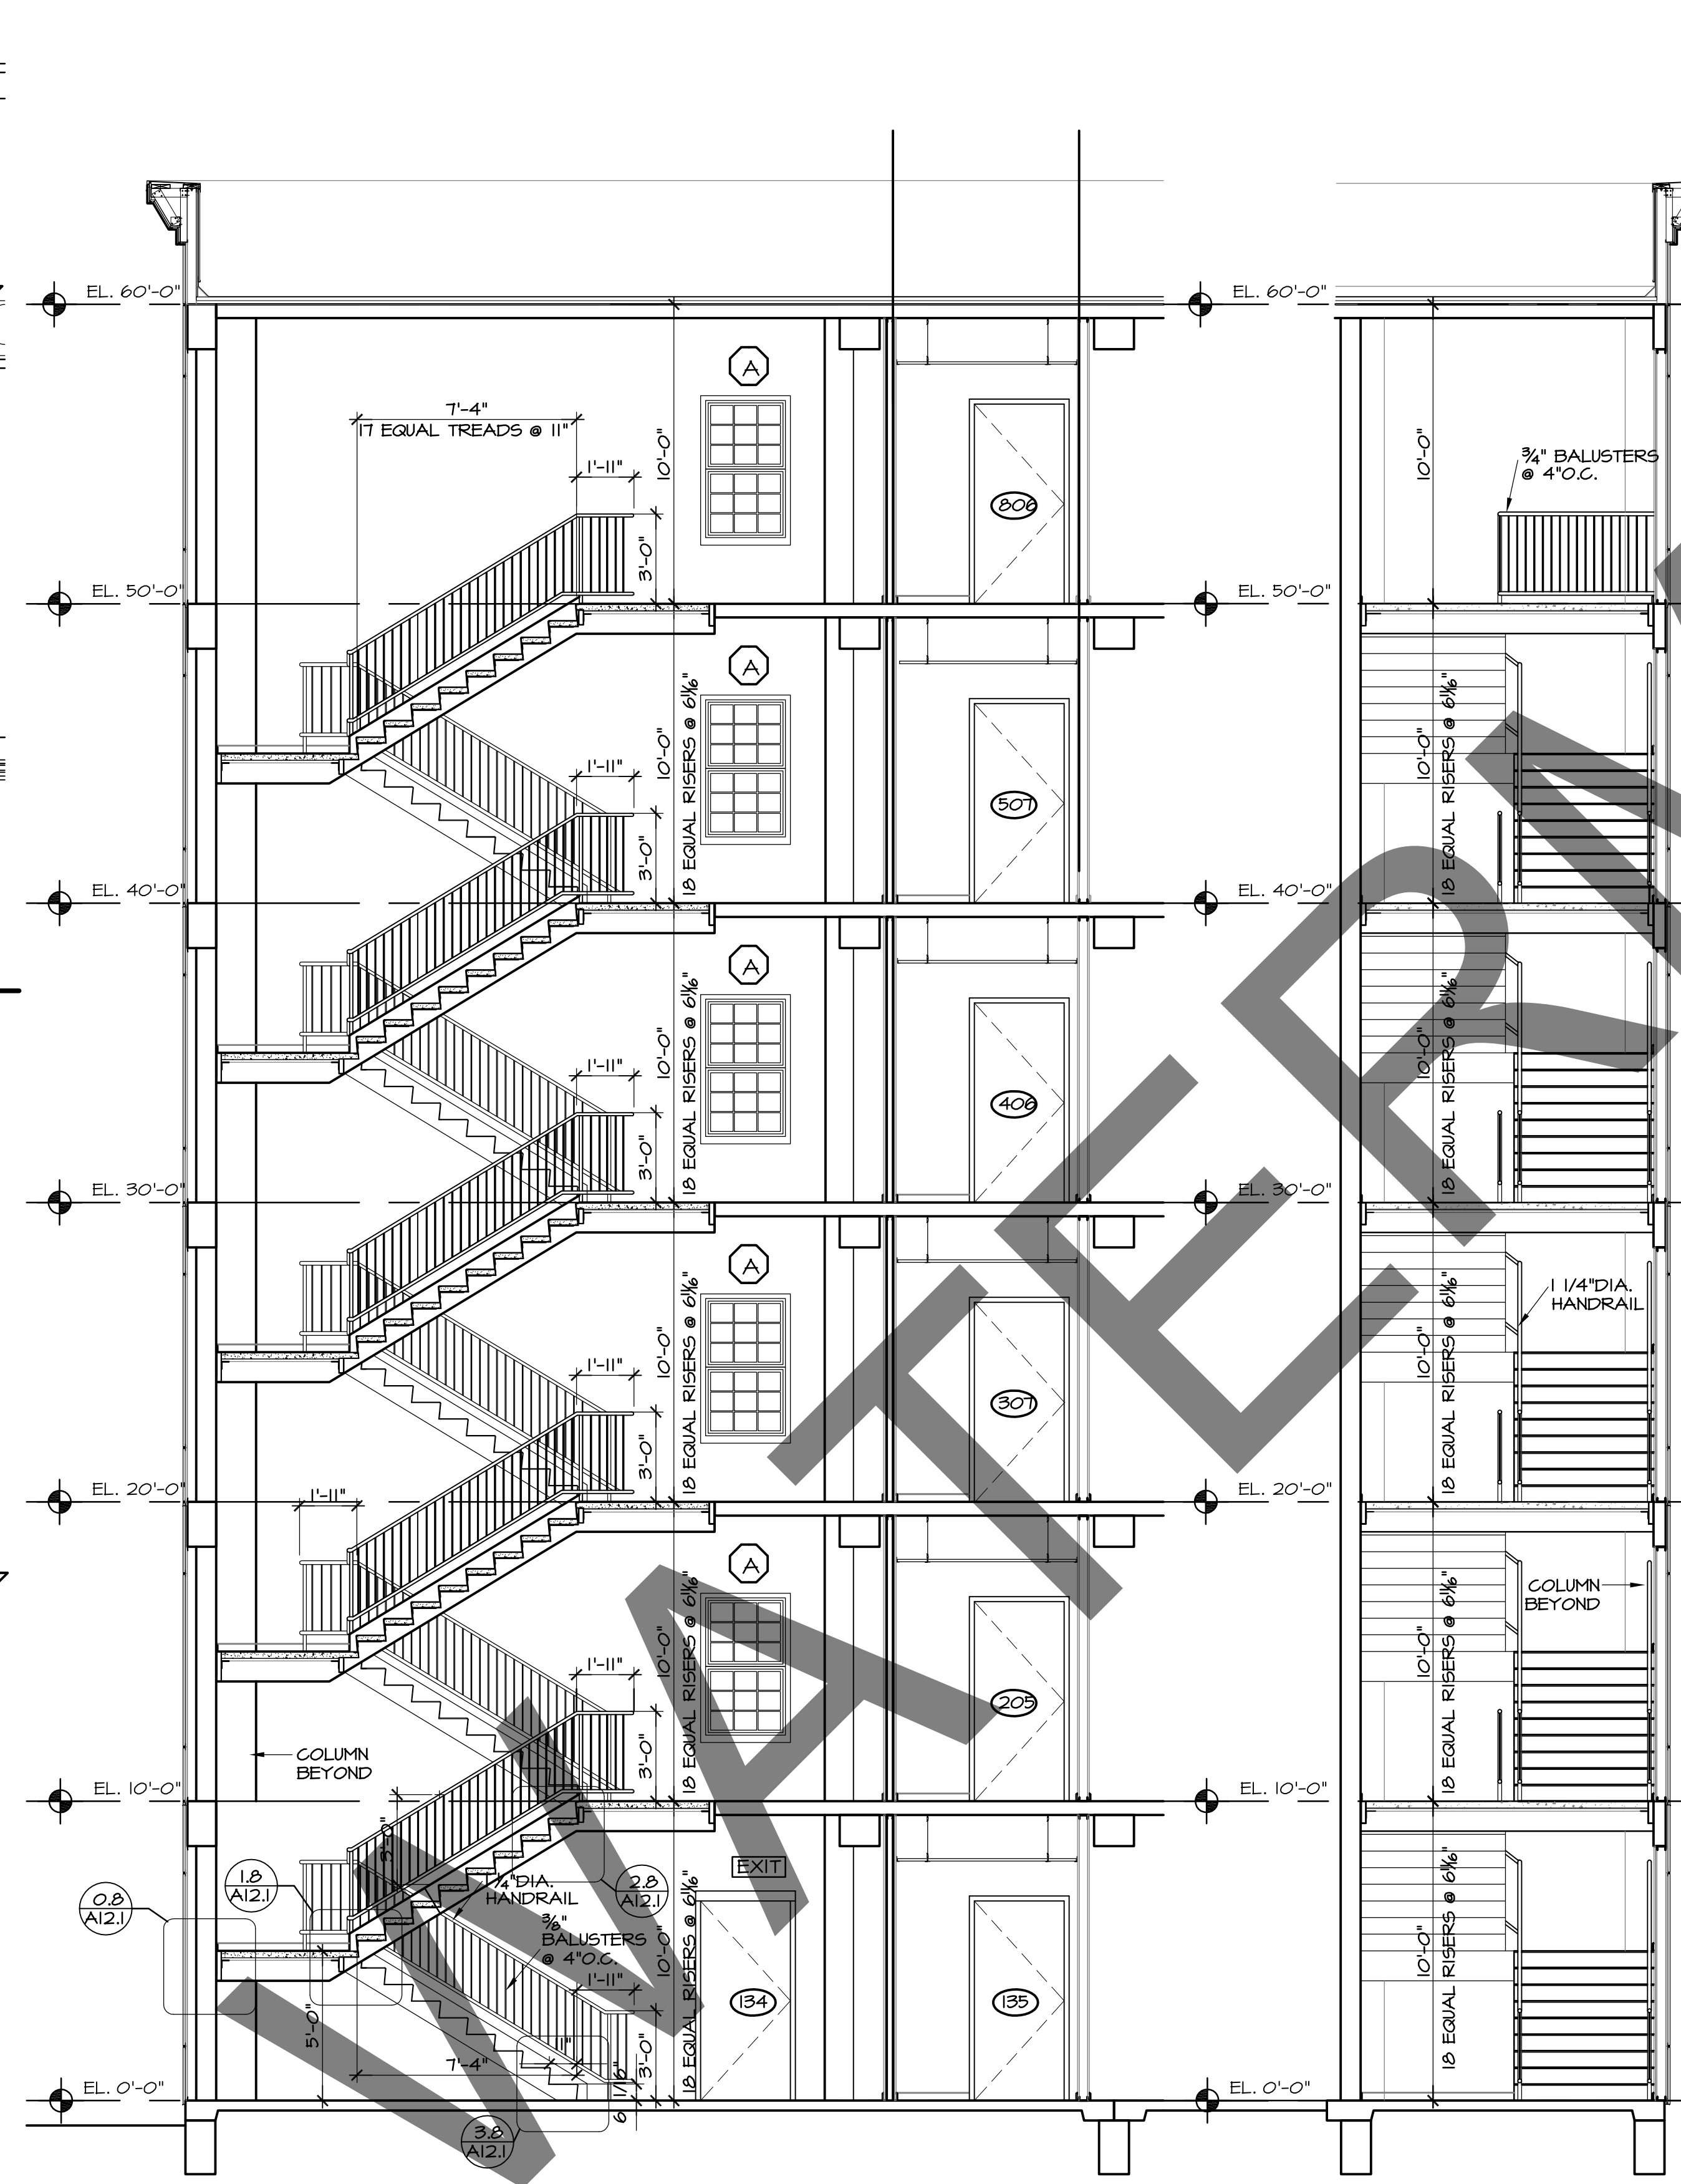 EL. 60'-0"
EL. 60'-0"
A
7'-4"
17 EQUAL TREADS @ 11"
1'-11"
10'-0"
10'-0"
3/4" BALUSTERS
@ 4"O.C.
806
3'-0"
EL. 50'-0"
EL. 50'-0"
A
18 EQUAL RISERS @ 6 11/16"
10'-0"
18 EQUAL RISERS @ 6 11/16"
10'-0"
1'-11"
507
3'-0"
EL. 40'-0"
EL. 40'-0"
A
18 EQUAL RISERS @ 6 11/16"
10'-0"
18 EQUAL RISERS @ 6 11/16"
10'-0"
1'-11"
406
3'-0"
EL. 30'-0"
EL. 30'-0"
A
18 EQUAL RISERS @ 6 11/16"
10'-0"
18 EQUAL RISERS @ 6 11/16"
10'-0"
1 1/4"DIA.
HANDRAIL
1'-11"
307
3'-0"
EL. 20'-0"
EL. 20'-0"
1'-11"
A
18 EQUAL RISERS @ 6 11/16"
10'-0"
18 EQUAL RISERS @ 6 11/16"
10'-0"
COLUMN
BEYOND
1'-11"
205
3'-0"
COLUMN
BEYOND
EL. 10'-0"
EL. 10'-0"
3'-0"
EXIT
1.8
A12.1
0.8
A12.1
2.8
A12.1
1 1/4"DIA.
HANDRAIL
3/8"
BALUSTERS
@ 4"O.C.
1'-11"
10'-0"
18 EQUAL RISERS @ 6 11/16"
10'-0"
18 EQUAL RISERS @ 6 11/16"
134
135
5'-0"
7'-4"
11"
3'-0"
EL. 0'-0"
EL. 0'-0"
3.8
A12.1